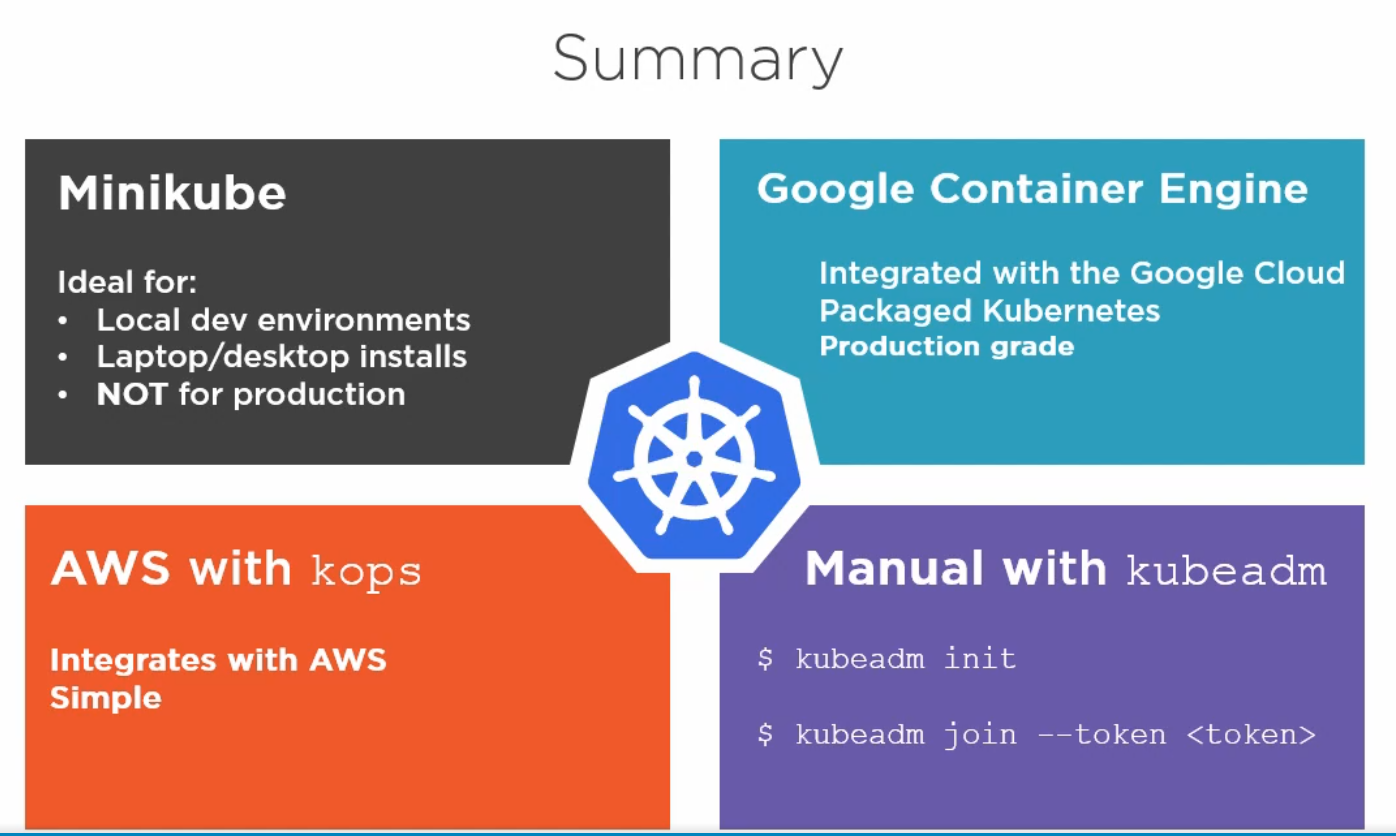 Summary
Minikube
Ideal for:
• Local dev environments
• Laptop/desktop installs
• NOT for production
Google Container Engine
Integrated with the Google Cloud
Packaged Kubernetes
Production grade
AWS with kops
Integrates with AWS
Simple
Manual with kubeadm
$ kubeadm init
$ kubeadm join --token <token>